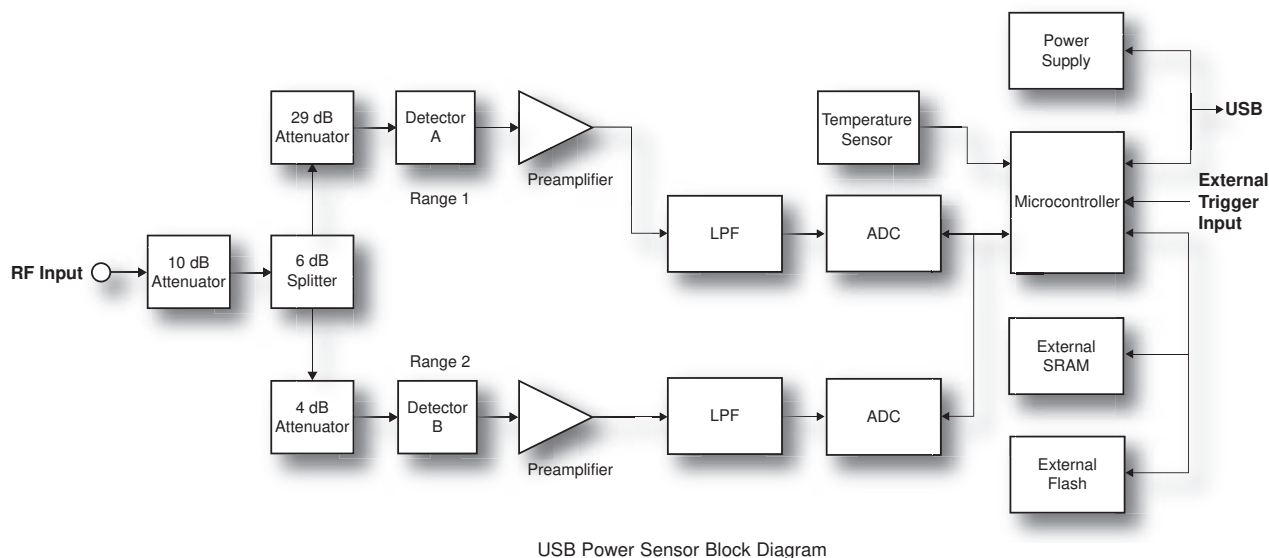 Power
Supply
USB
29 dB
Attenuator
Detector
A
Preamplifier
Range 1
Temperature
Sensor
Microcontroller
External
Trigger
Input
LPF
ADC
RF Input
10 dB
Attenuator
6 dB
Splitter
Range 2
4 dB
Attenuator
Detector
B
Preamplifier
LPF
ADC
External
SRAM
External
Flash
USB Power Sensor Block Diagram